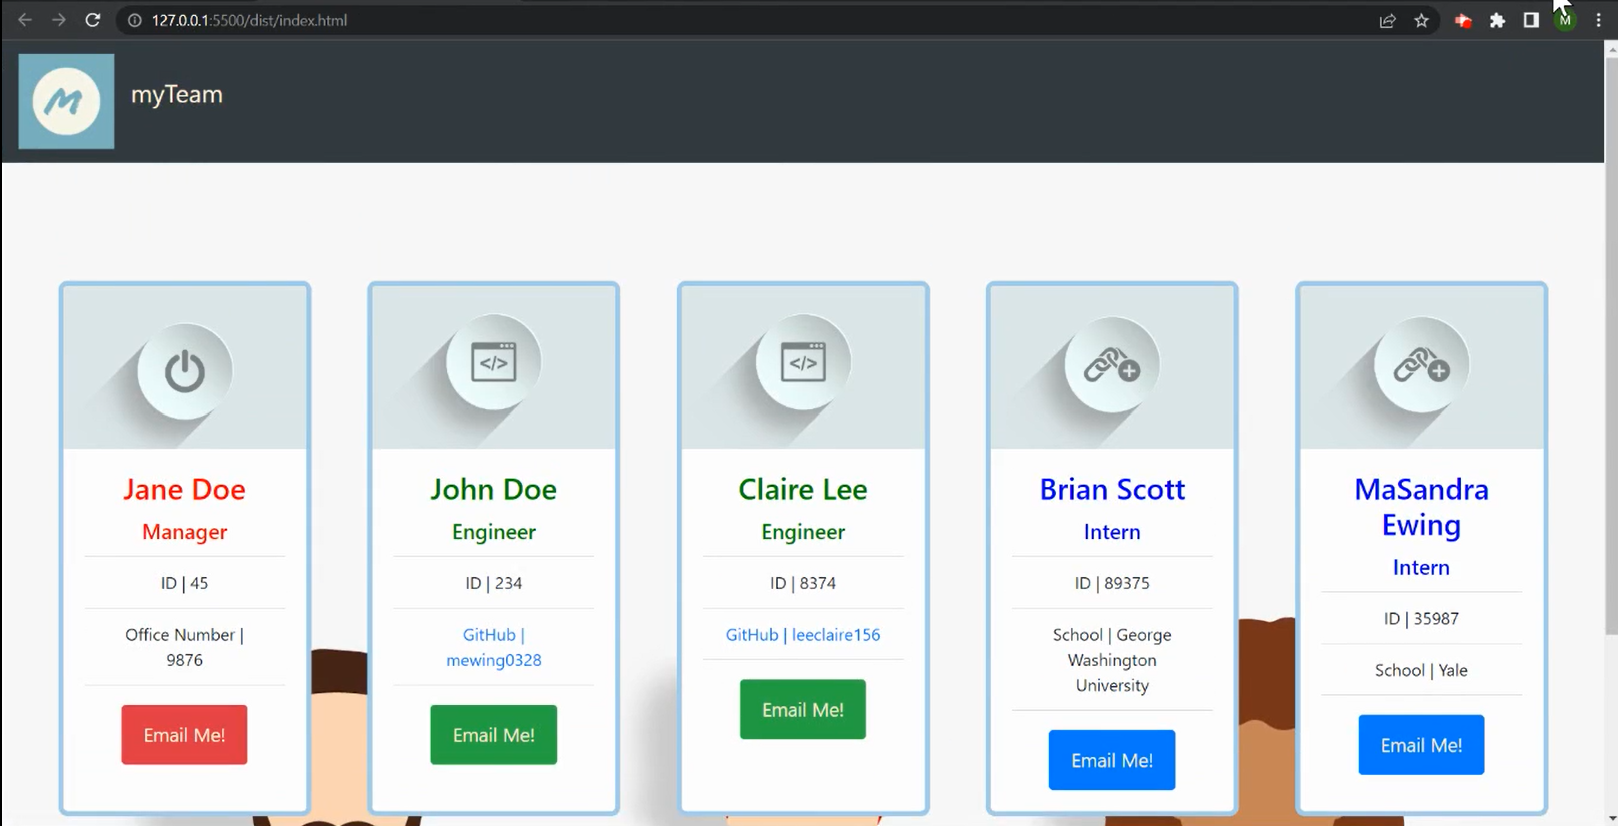 127.0.0.1:5500/dist/index.html
M
M
myTeam
</>
</>
Jane Doe
Manager
ID | 45
Office Number |
9876
Email Me!
John Doe
Engineer
ID | 234
GitHub |
mewing0328
Email Me!
Claire Lee
Engineer
ID | 8374
GitHub | leeclaire156
Email Me!
Brian Scott
Intern
ID | 89375
School | George
Washington
University
Email Me!
MaSandra
Ewing
Intern
ID | 35987
School | Yale
Email Me!